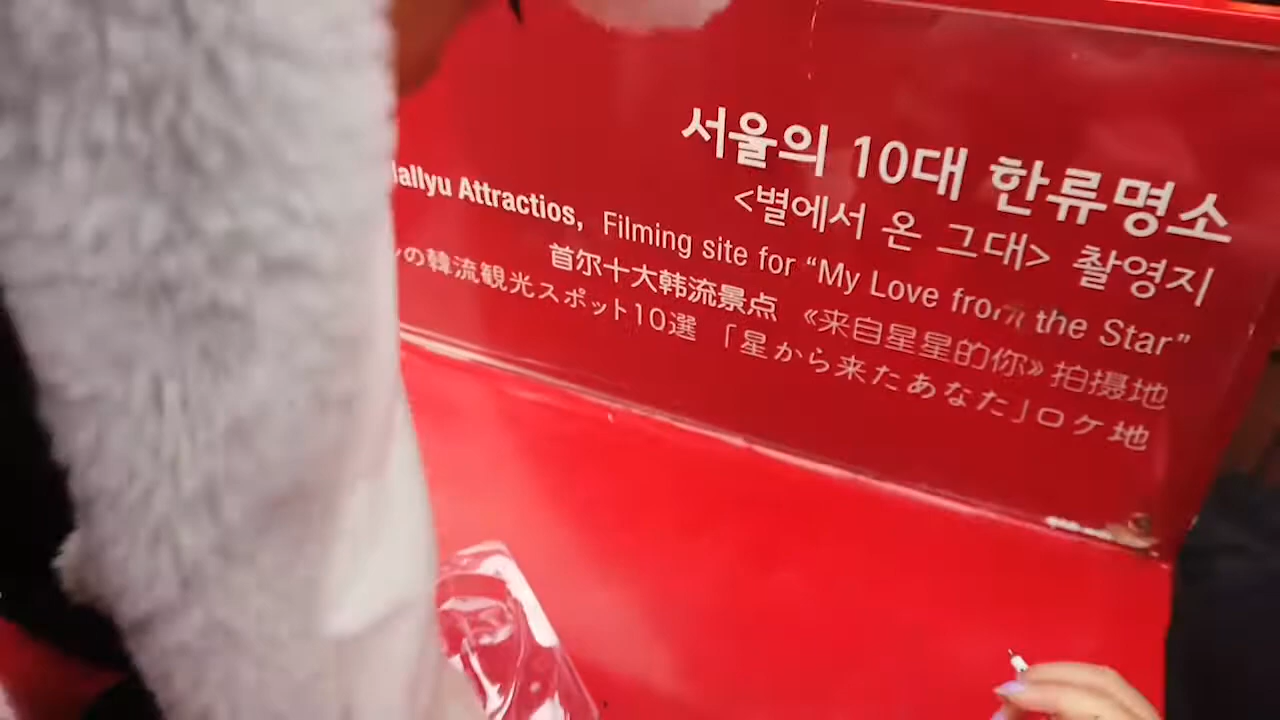 서울의 10대 한류명소
<별에서 온 그대> 촬영지
Attractios, Filming site for “My Love from the Star”
首尔十大韩流景点 《来自星星的你》拍摄地
の韓流観光スポット10選 「星から来たあなた」ロケ地